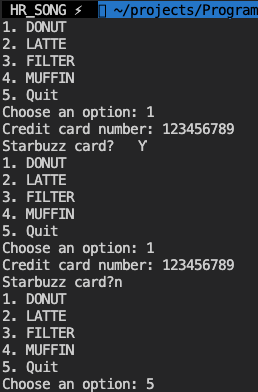 HR_SONG ⚡ ~/projects/Program
1. DONUT
2. LATTE
3. FILTER
4. MUFFIN
5. Quit
Choose an option: 1
Credit card number: 123456789
Starbuzz card?   Y
1. DONUT
2. LATTE
3. FILTER
4. MUFFIN
5. Quit
Choose an option: 1
Credit card number: 123456789
Starbuzz card?n
1. DONUT
2. LATTE
3. FILTER
4. MUFFIN
5. Quit
Choose an option: 5